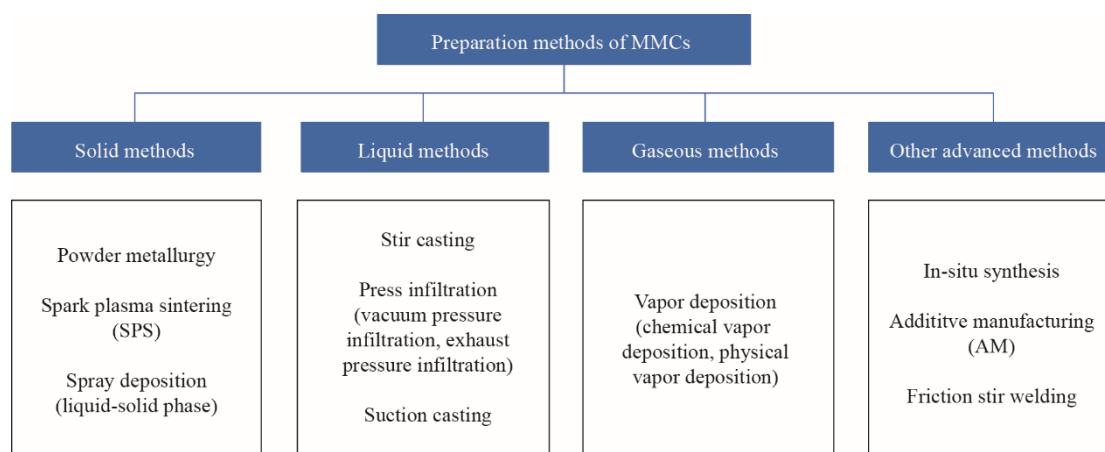 Preparation methods of MMCs
Solid methods
Liquid methods
Gaseous methods
Other advanced methods
Powder metallurgy
Spark plasma sintering
(SPS)
Spray deposition
(liquid-solid phase)
Stir casting
Press infiltration
(vacuum pressure
infiltration, exhaust
pressure infiltration)
Suction casting
Vapor deposition
(chemical vapor
deposition, physical
vapor deposition)
In-situ synthesis
Addititve manufacturing
(AM)
Friction stir welding